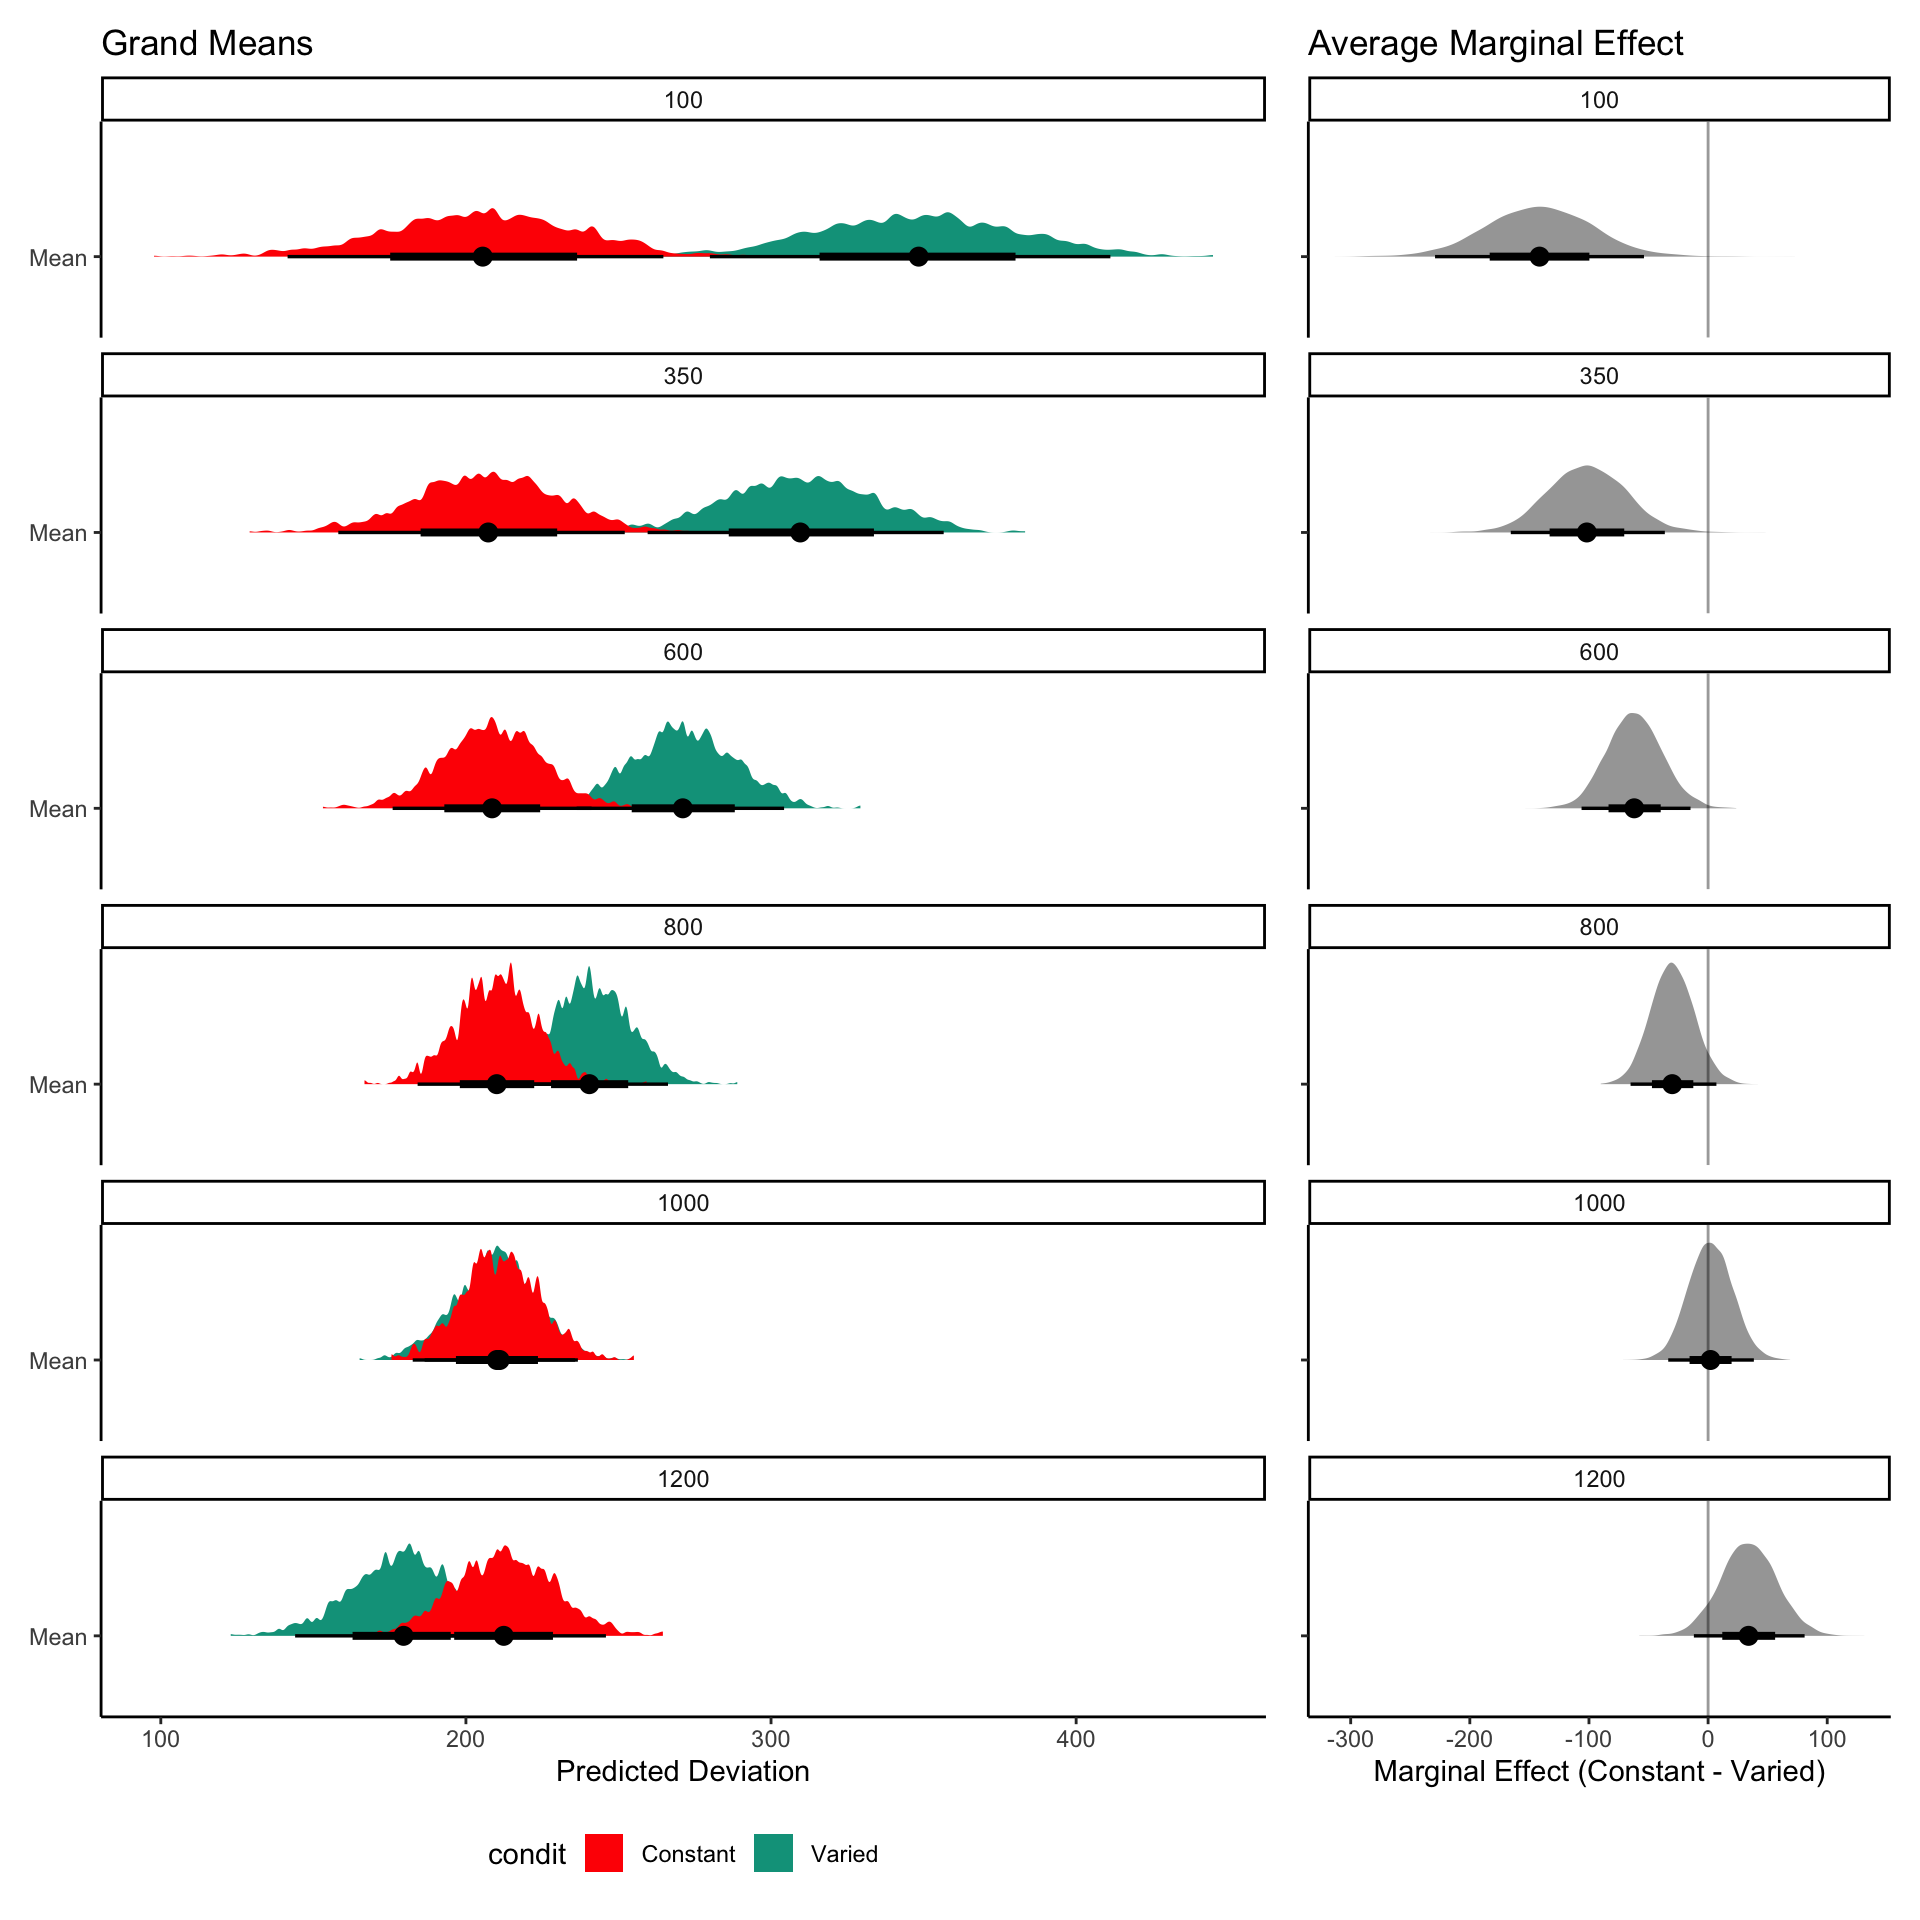 Grand Means
100
Mean
350
Mean
600
Mean
800
Mean
1000
Mean
1200
Mean
100 200 300 400
Predicted Deviation
condit Constant Varied
Average Marginal Effect
100
350
600
800
1000
1200
-300 -200 -100 0 100
Marginal Effect (Constant - Varied)